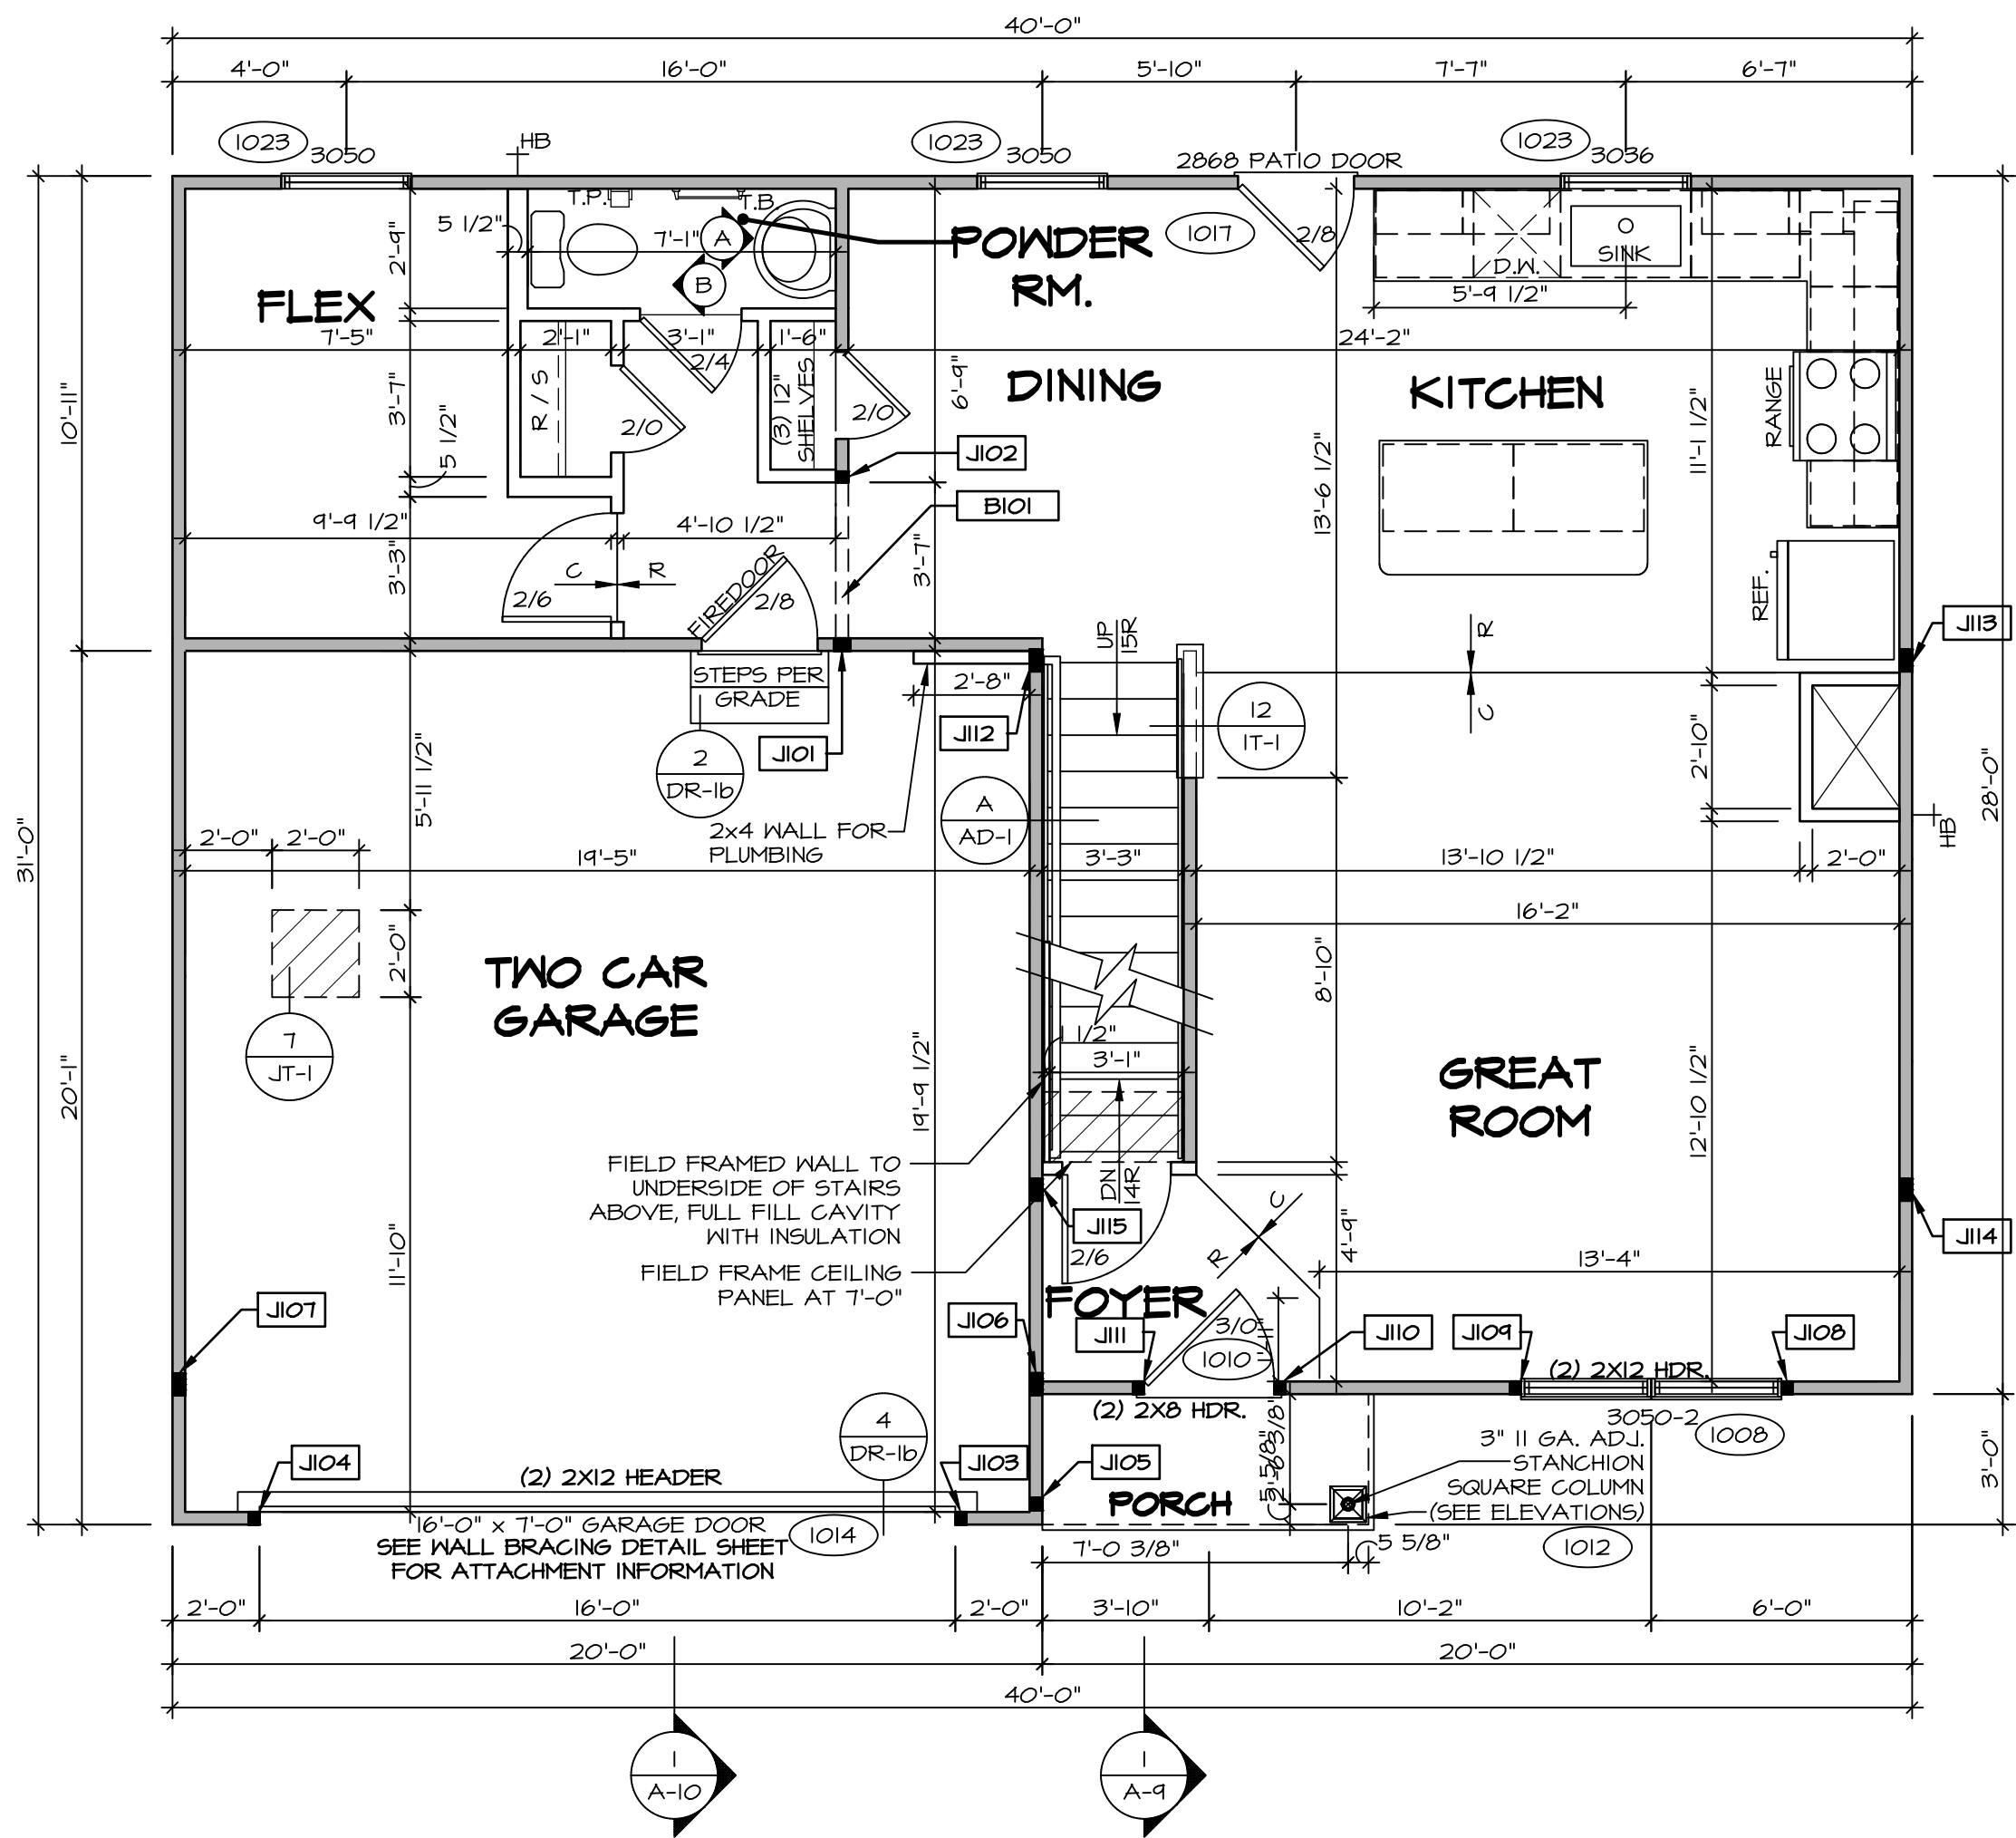 40'-0"
4'-0"
16'-0"
5'-10"
7'-7"
6'-7"
1023
3050
HB
1023
3050
2868 PATIO DOOR
1023
3036
T.P.
T.B.
5 1/2"
2'-9"
7'-1"
A
B
POWDER
RM.
1017
2/8
D.W.
SINK
5'-9 1/2"
FLEX
7'-5"
2'-1"
3'-1"
1'-6"
24'-2"
2/4
R / S
(3) 12"
SHELVES
6'-9"
DINING
KITCHEN
RANGE
10'-11"
3'-7"
5 1/2"
2/0
2/0
J102
B101
11'-1 1/2"
13'-6 1/2"
9'-9 1/2"
4'-10 1/2"
3'-3"
3'-7"
C
R
2/6
FIREDOOR
2/8
REF.
J113
UP
15R
R
C
STEPS PER
GRADE
2'-8"
J112
J101
2
DR-1b
12
1T-1
2'-10"
28'-0"
HB
5'-11 1/2"
A
AD-1
2x4 WALL FOR
PLUMBING
31'-0"
2'-0"
2'-0"
19'-5"
3'-3"
13'-10 1/2"
2'-0"
16'-2"
2'-0"
TWO CAR
GARAGE
8'-10"
7
JT-1
20'-1"
19'-9 1/2"
1 1/2"
3'-1"
GREAT
ROOM
12'-10 1/2"
FIELD FRAMED WALL TO
UNDERSIDE OF STAIRS
ABOVE, FULL FILL CAVITY
WITH INSULATION
DN
14R
J115
C
R
4'-9"
J114
11'-10"
2/6
13'-4"
FIELD FRAME CEILING
PANEL AT 7'-0"
FOYER
J107
J106
J111
3/0
1010
J110
J109
J108
(2) 2X12 HDR.
(2) 2X8 HDR.
3050-2
1008
4
DR-1b
3" 11 GA. ADJ.
STANCHION
SQUARE COLUMN
(SEE ELEVATIONS)
3'-0"
J104
(2) 2X12 HEADER
J103
J105
5 5/8"
PORCH
16'-0" x 7'-0" GARAGE DOOR
1014
SEE WALL BRACING DETAIL SHEET
FOR ATTACHMENT INFORMATION
7'-0 3/8"
5 5/8"
1012
2'-0"
16'-0"
2'-0"
3'-10"
10'-2"
6'-0"
20'-0"
20'-0"
40'-0"
1
A-10
1
A-9